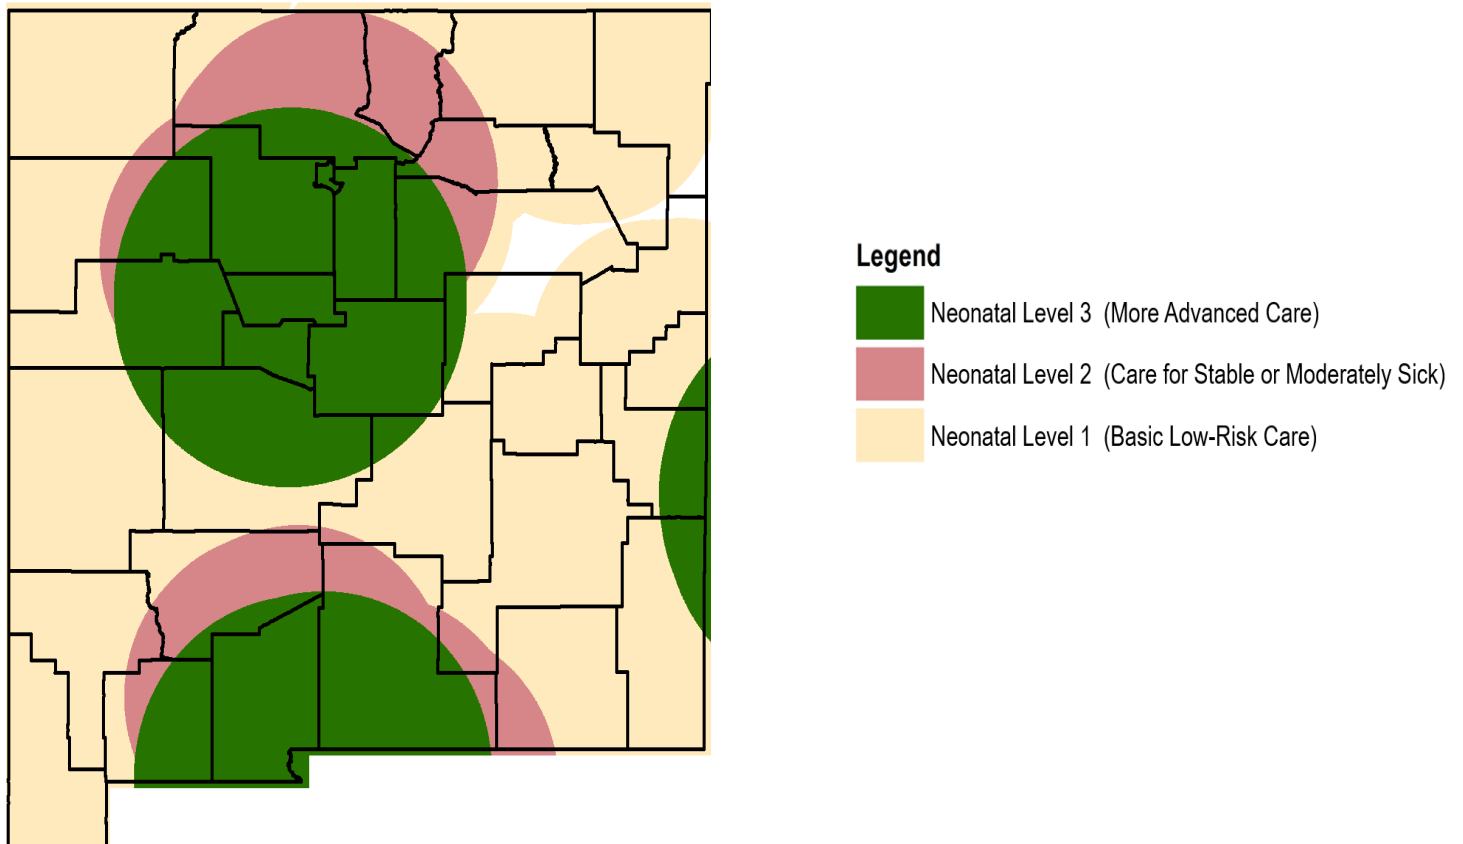 Legend
Neonatal Level 3 (More Advanced Care)
Neonatal Level 2 (Care for Stable or Moderately Sick)
Neonatal Level 1 (Basic Low-Risk Care)